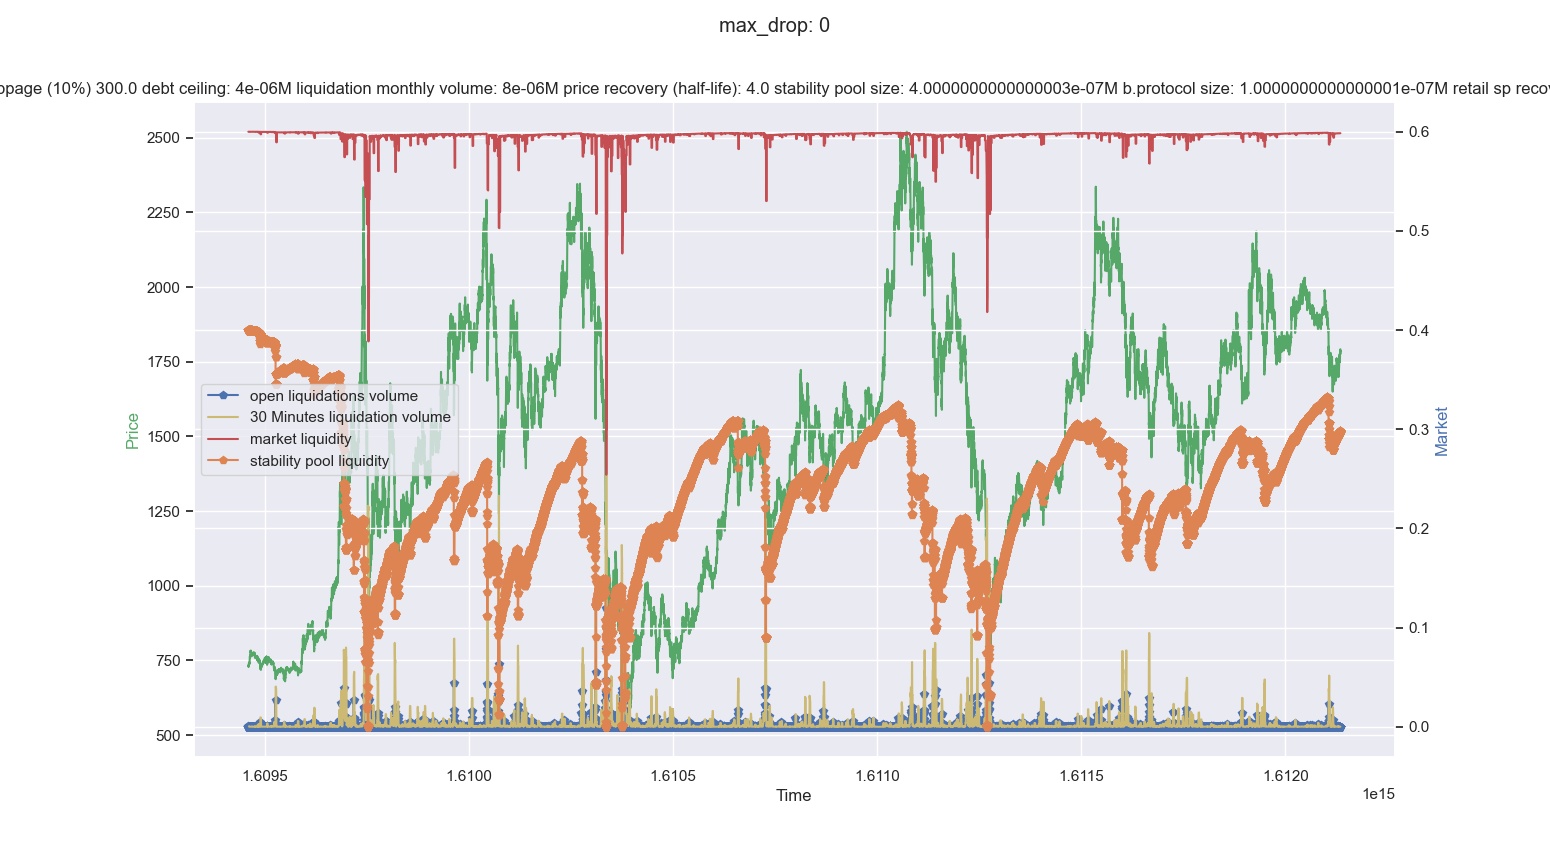 max_drop: 0
opage (10%) 300.0 debt ceiling: 4e-06M liquidation monthly volume: 8e-06M price recovery (half-life): 4.0 stability pool size: 4.0000000000000003e-07M b.protocol size: 1.0000000000000001e-07M retail sp recov
2500
2250
2000
1750
1500
1250
1000
750
500
Price
open liquidations volume
30 Minutes liquidation volume
market liquidity
stability pool liquidity
0.6
0.5
0.4
0.3
0.2
0.1
0.0
Market
1.6095
1.6100
1.6105
1.6110
1.6115
1.6120
1e15
Time